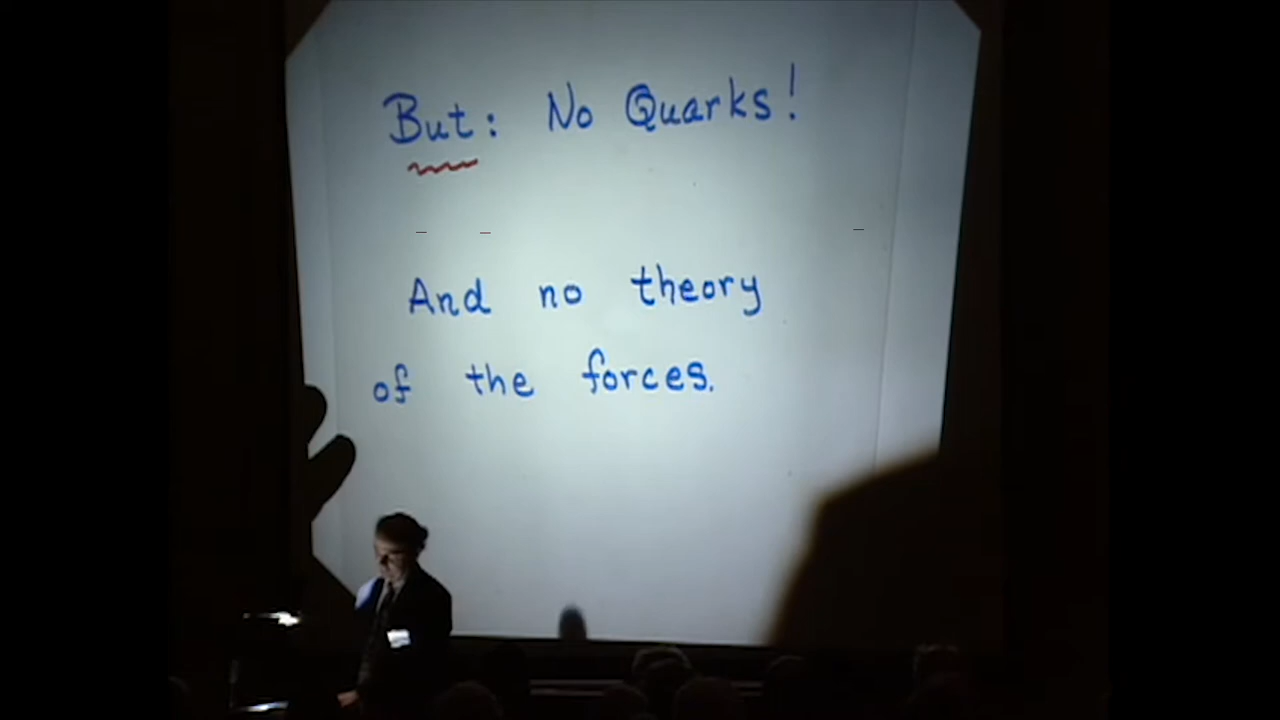 But: No Quarks!
And no theory
of the forces.